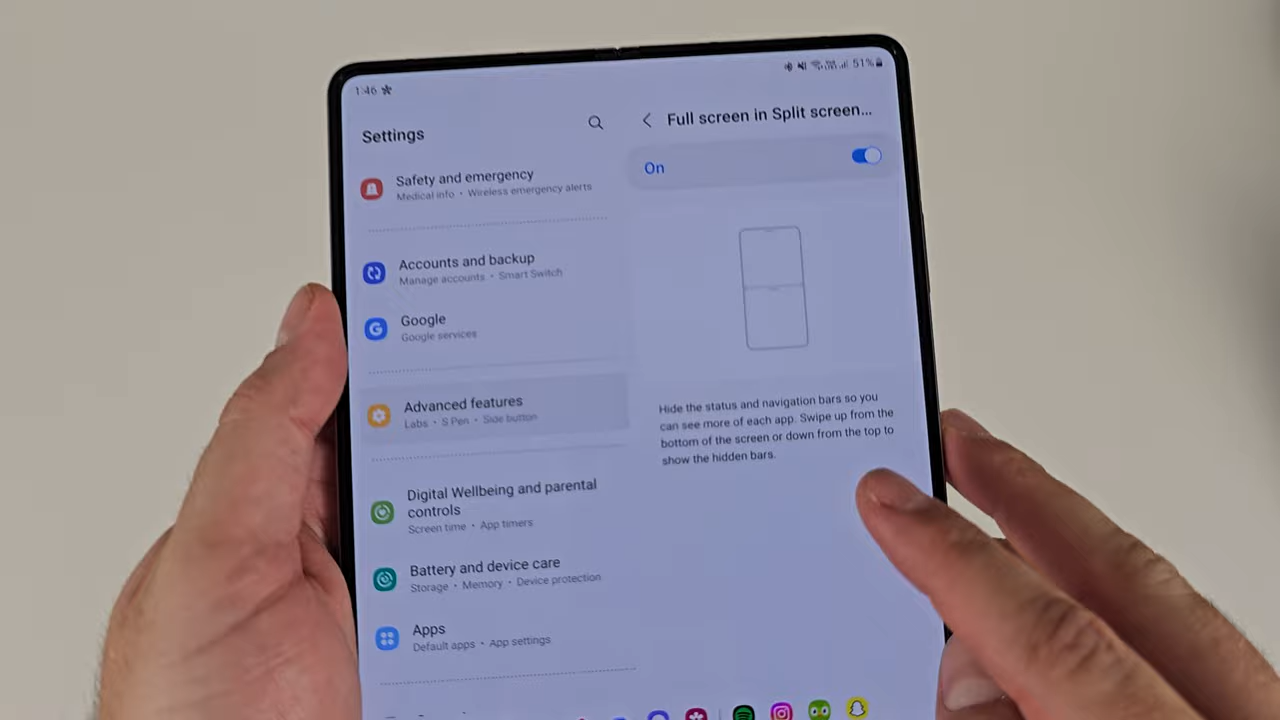 1:46
51%
Settings
Full screen in Split screen...
On
Safety and emergency
Medical info • Wireless emergency alerts
Accounts and backup
Manage accounts • Smart Switch
Google
Google services
Advanced features
Labs • S Pen • Side button
Hide the status and navigation bars so you
can see more of each app. Swipe up from the
bottom of the screen or down from the top to
show the hidden bars.
Digital Wellbeing and parental
controls
Screen time • App timers
Battery and device care
Storage • Memory • Device protection
Apps
Default apps • App settings